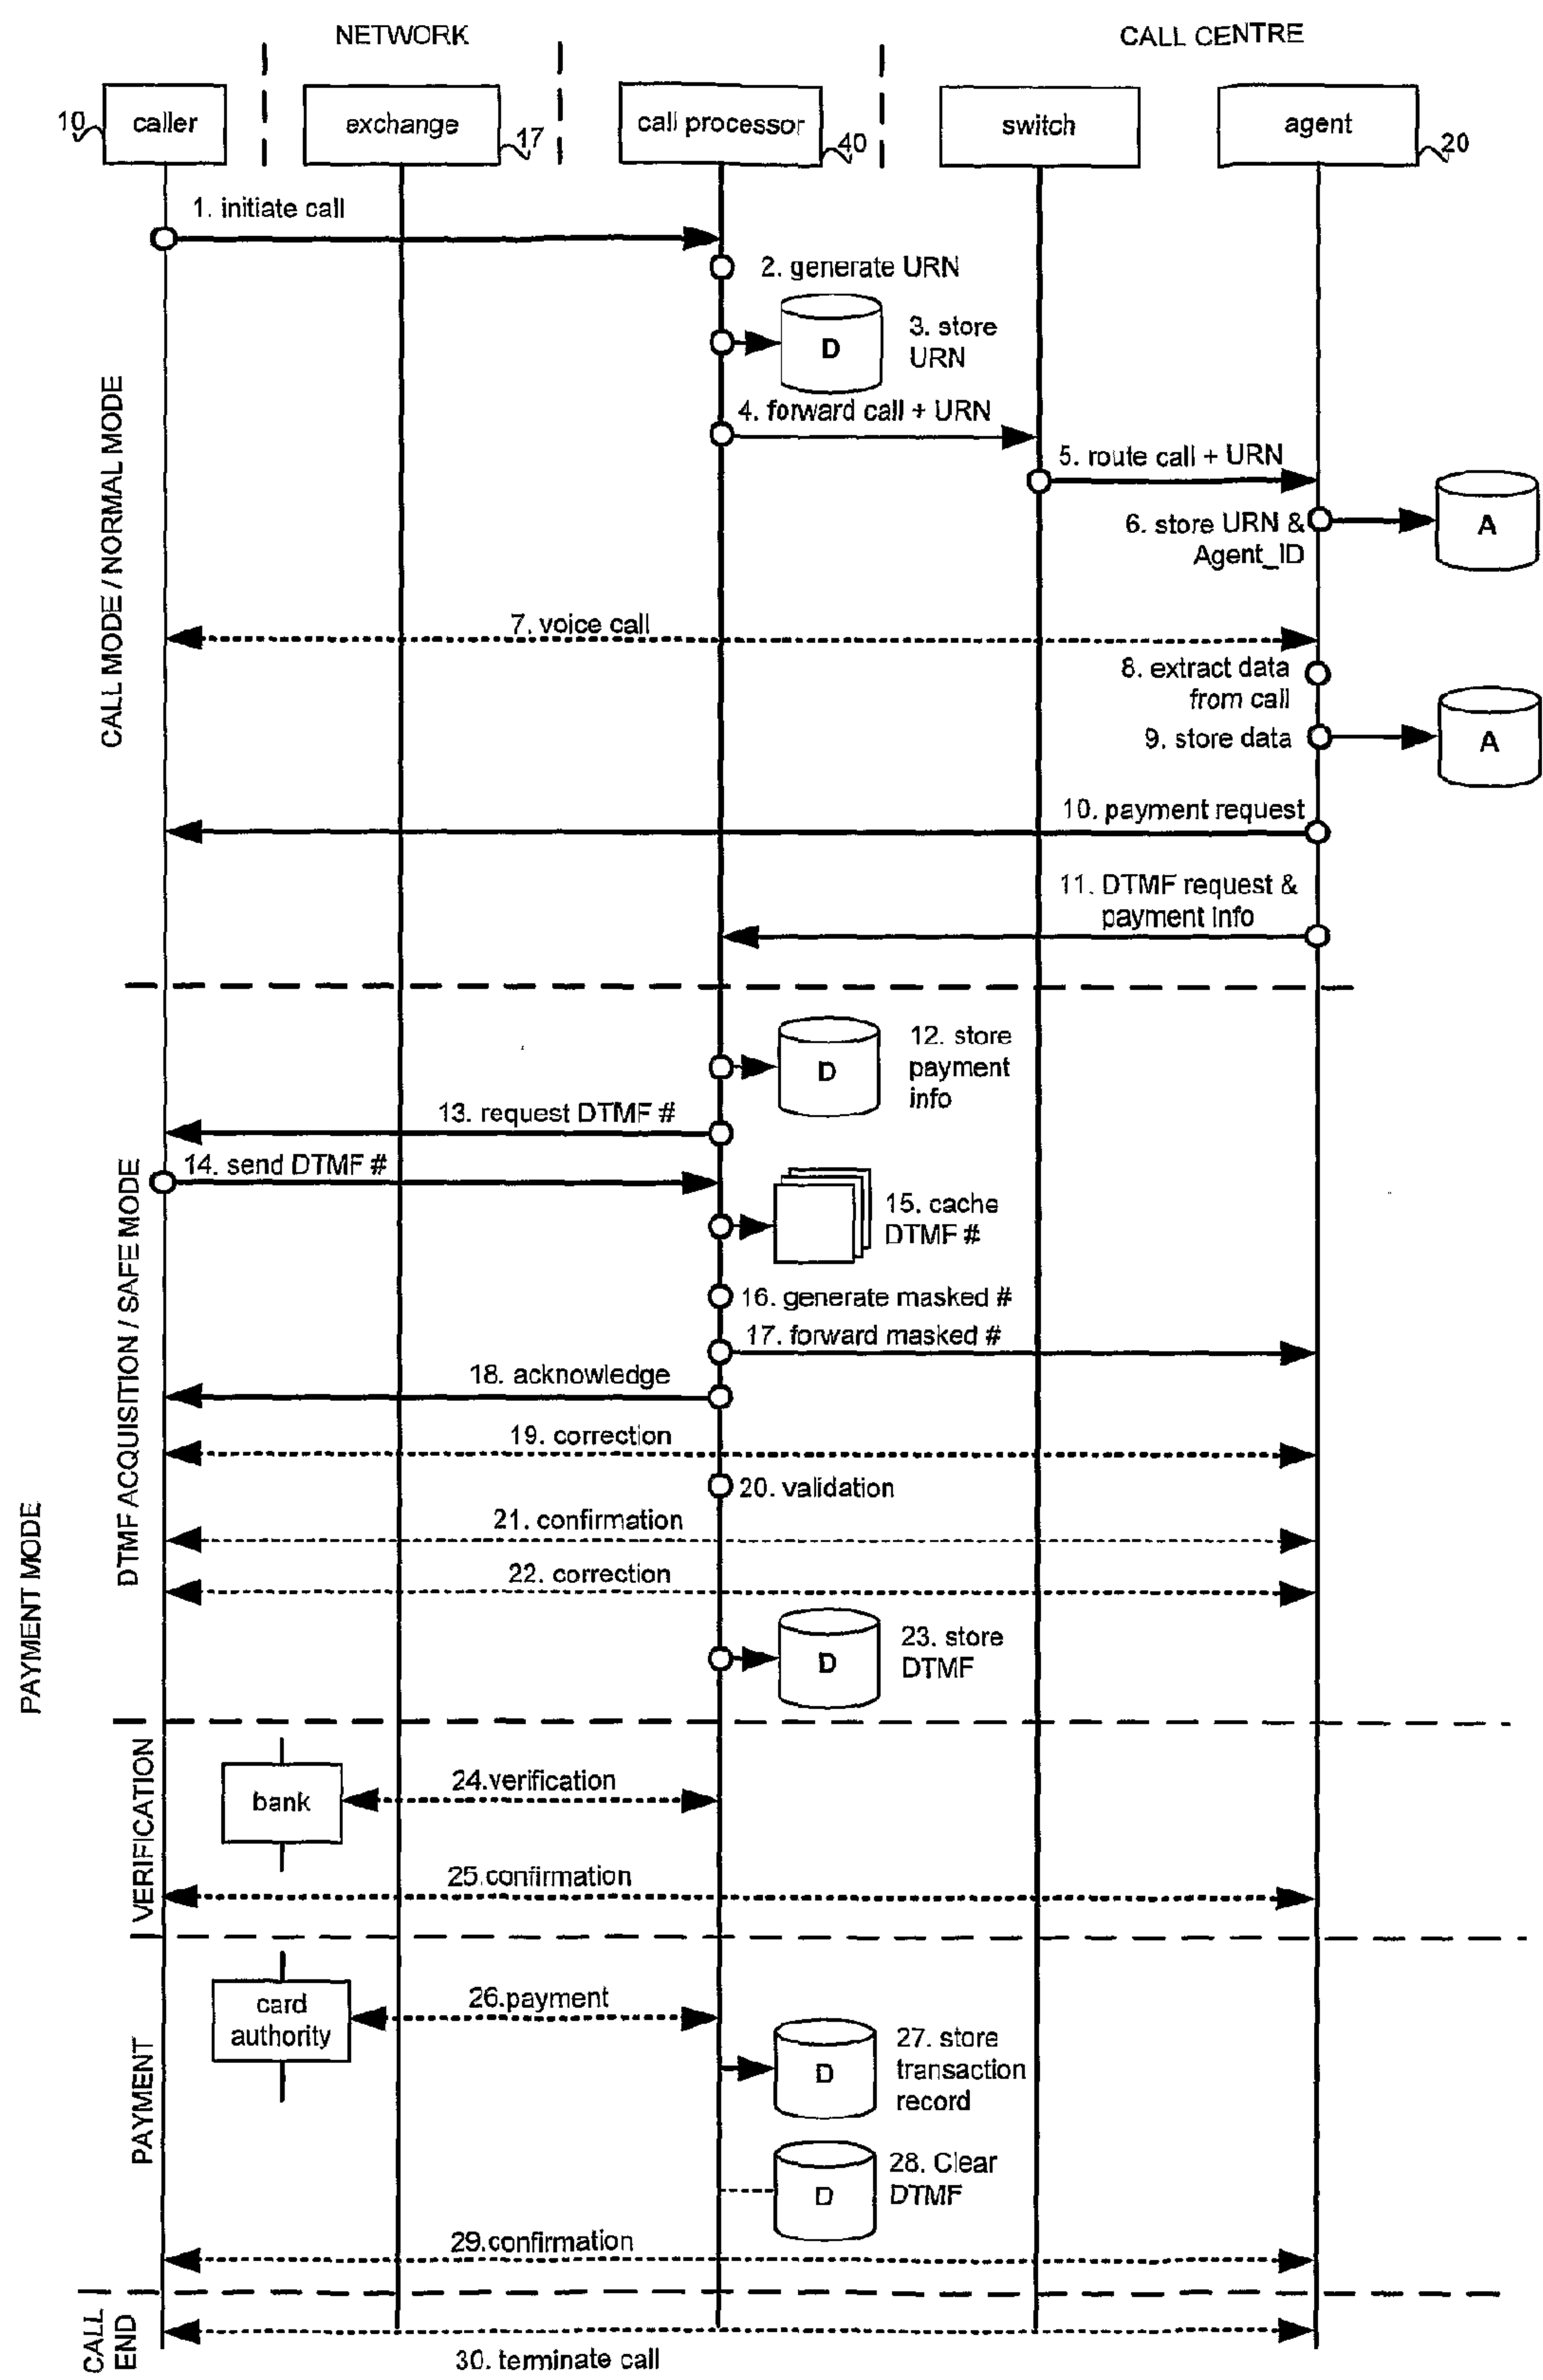 NETWORK
CALL CENTRE
caller
exchange
call processor
switch
agent
10
17
40
20
1. initiate call
2. generate URN
D
3. store
URN
4. forward call + URN
5. route call + URN
6. store URN &
Agent_ID
A
CALL MODE / NORMAL MODE
7. voice call
8. extract data
from call
9. store data
A
10. payment request
11. DTMF request &
payment info
D
12. store
payment
info
13. request DTMF #
14. send DTMF #
15. cache
DTMF #
16. generate masked #
17. forward masked #
18. acknowledge
19. correction
20. validation
21. confirmation
22. correction
D
23. store
DTMF
DTMF ACQUISITION / SAFE MODE
PAYMENT MODE
VERIFICATION
bank
24.verification
25.confirmation
PAYMENT
card
authority
26.payment
D
27. store
transaction
record
D
28. Clear
DTMF
29.confirmation
CALL
END
30. terminate call